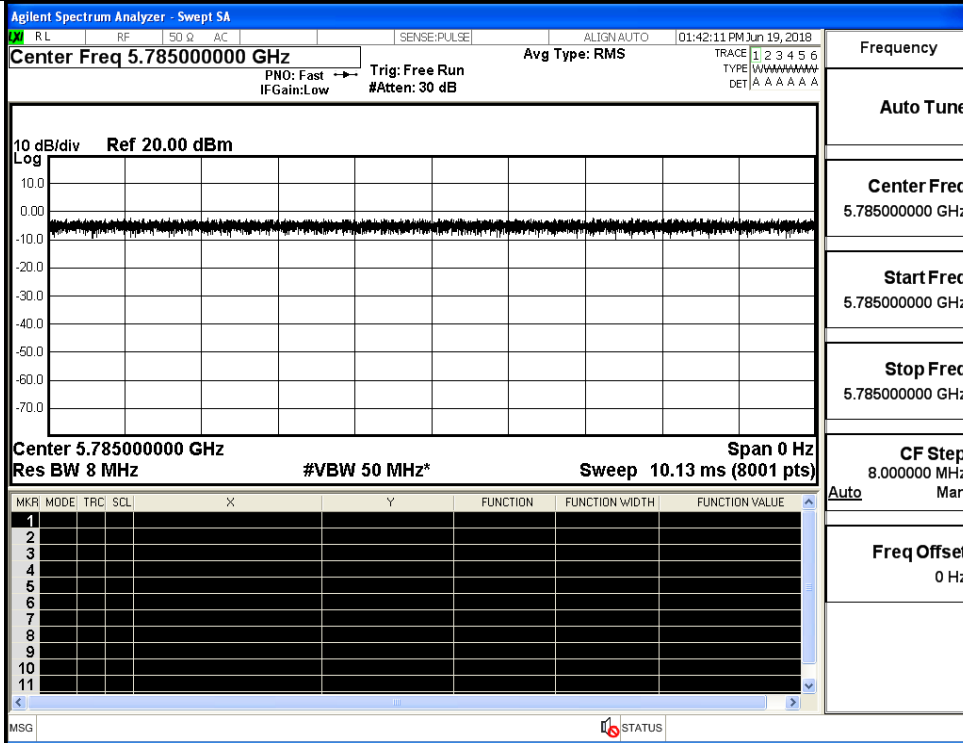 Agilent Spectrum Analyzer - Swept SA
LXI RL RF 50 Ω AC SENSE:PULSE ALIGN AUTO 01:42:11 PM Jun 19, 2018
Center Freq 5.785000000 GHz
PNO: Fast
IFGain:Low
Trig: Free Run
#Atten: 30 dB
Avg Type: RMS
TRACE 1 2 3 4 5 6
TYPE WWWWWW
DET A A A A A A
10 dB/div Ref 20.00 dBm
Log
10.0
0.00
-10.0
-20.0
-30.0
-40.0
-50.0
-60.0
-70.0
Center 5.785000000 GHz Span 0 Hz
Res BW 8 MHz #VBW 50 MHz* Sweep 10.13 ms (8001 pts)
MKR MODE TRC SCL X Y FUNCTION FUNCTION WIDTH FUNCTION VALUE
1
2
3
4
5
6
7
8
9
10
11
MSG STATUS
Frequency
Auto Tune
Center Freq
5.785000000 GHz
Start Freq
5.785000000 GHz
Stop Freq
5.785000000 GHz
CF Step
8.000000 MHz
Auto Man
Freq Offset
0 Hz